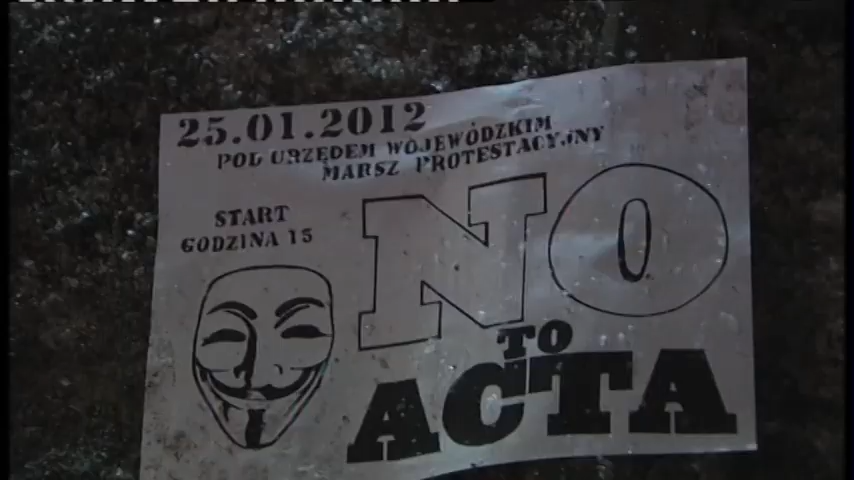 25.01.2012
POD URZĘDEM WOJEWÓDZKIM
MARSZ PROTESTACYJNY
START
GODZINA 15
NO
TO
ACTA